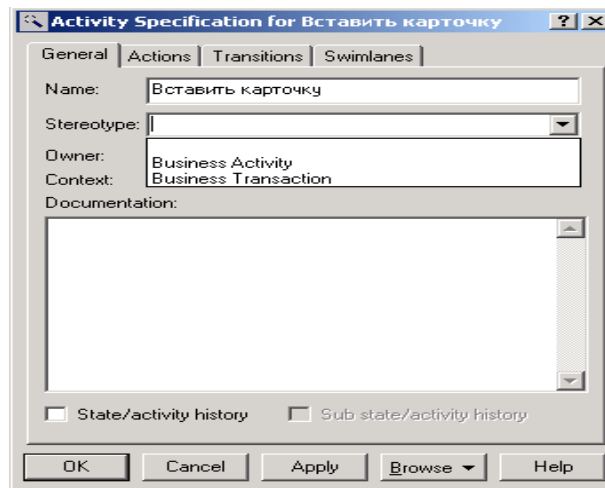 Activity Specification for Вставить карточку
General Actions Transitions Swimlanes
Name: Вставить карточку
Stereotype:
Owner:
Business Activity
Context: Business Transaction
Documentation:
State/activity history Sub state/activity history
OK Cancel Apply Browse Help